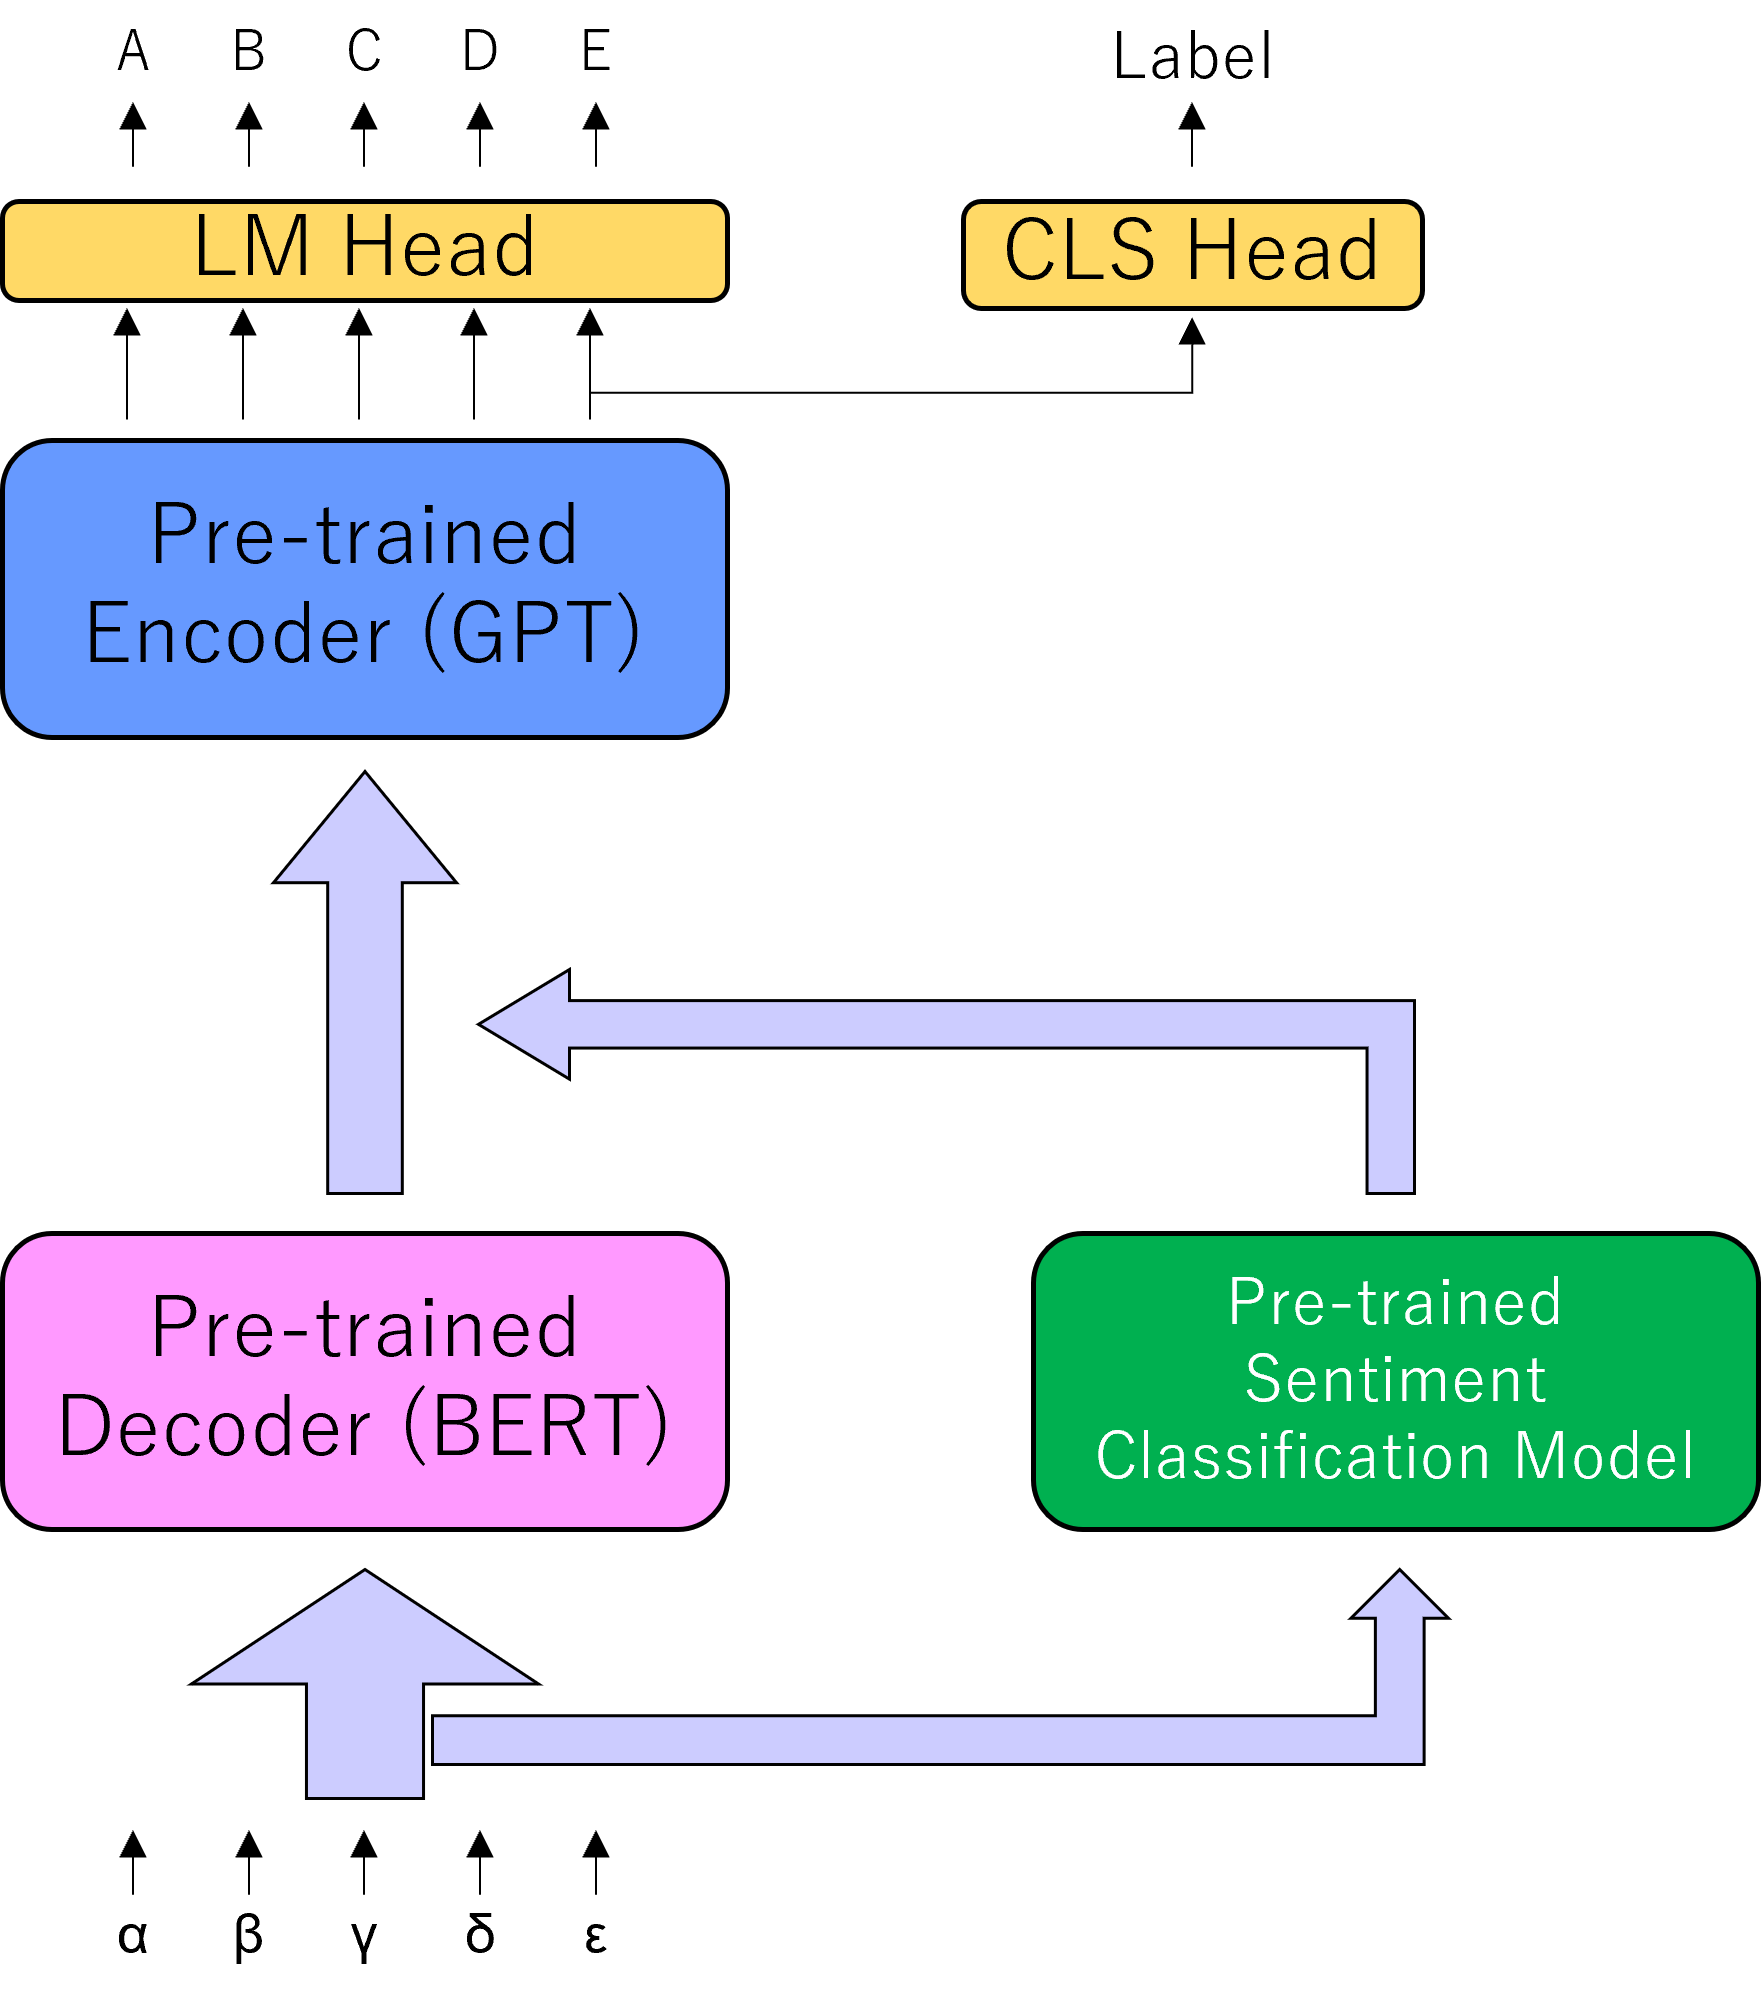 A B C D E
Label
LM Head
CLS Head
Pre-trained
Encoder (GPT)
Pre-trained
Decoder (BERT)
Pre-trained
Sentiment
Classification Model
α β γ δ ε